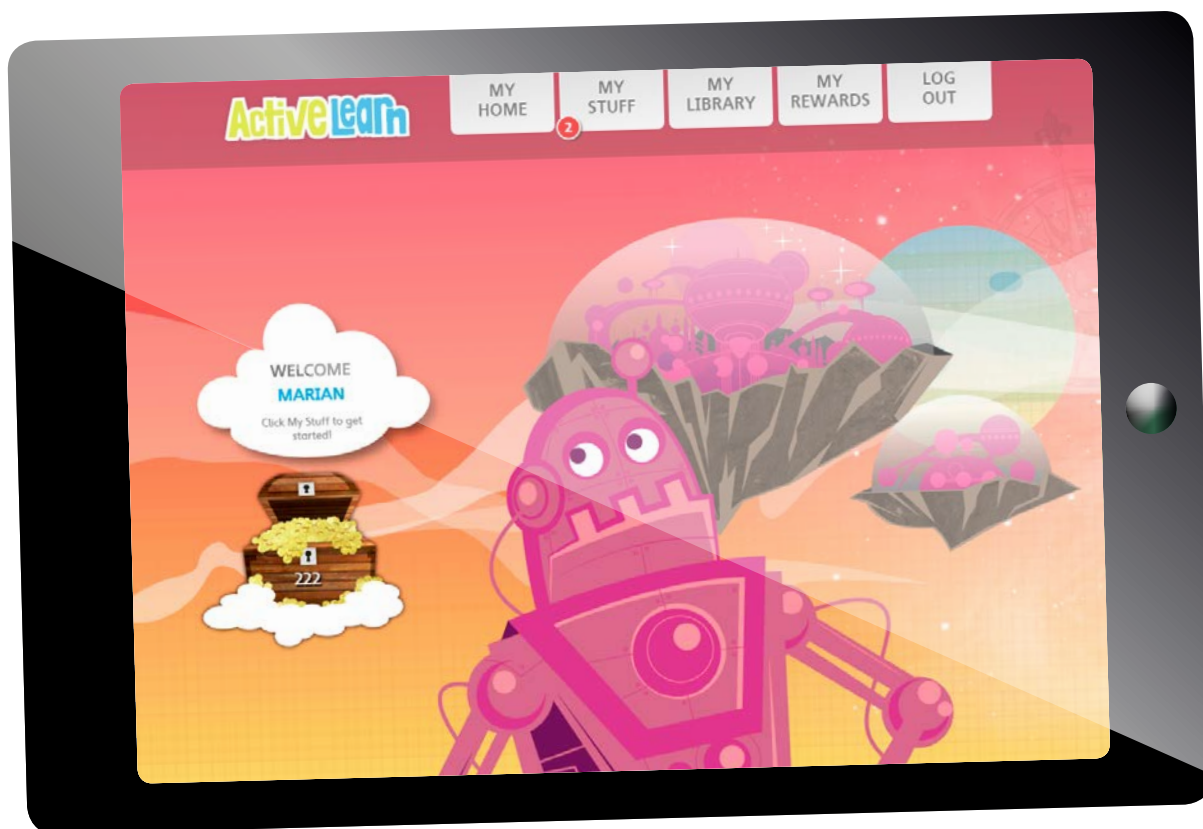 ActiveLearn
MY
HOME
MY
STUFF
MY
LIBRARY
MY
REWARDS
LOG
OUT
2
WELCOME
MARIAN
Click My Stuff to get
started!
222